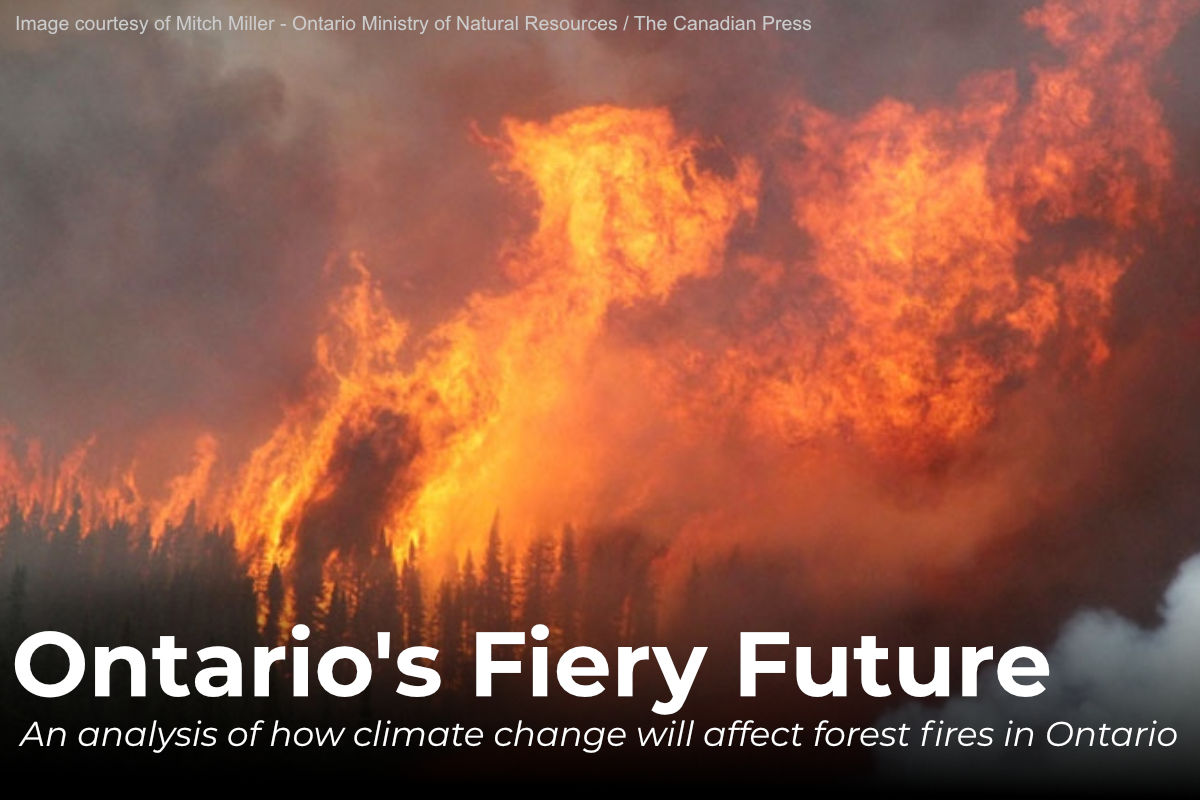 Image courtesy of Mitch Miller - Ontario Ministry of Natural Resources / The Canadian Press
Ontario's Fiery Future
An analysis of how climate change will affect forest fires in Ontario